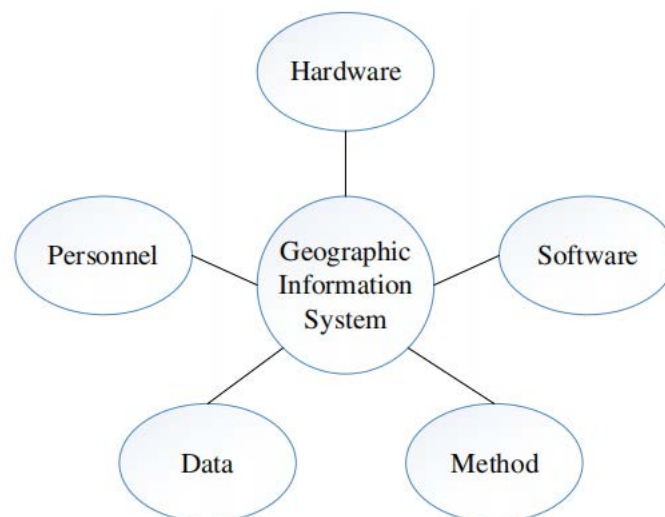 Hardware
Personnel
Geographic
Information
System
Software
Data
Method